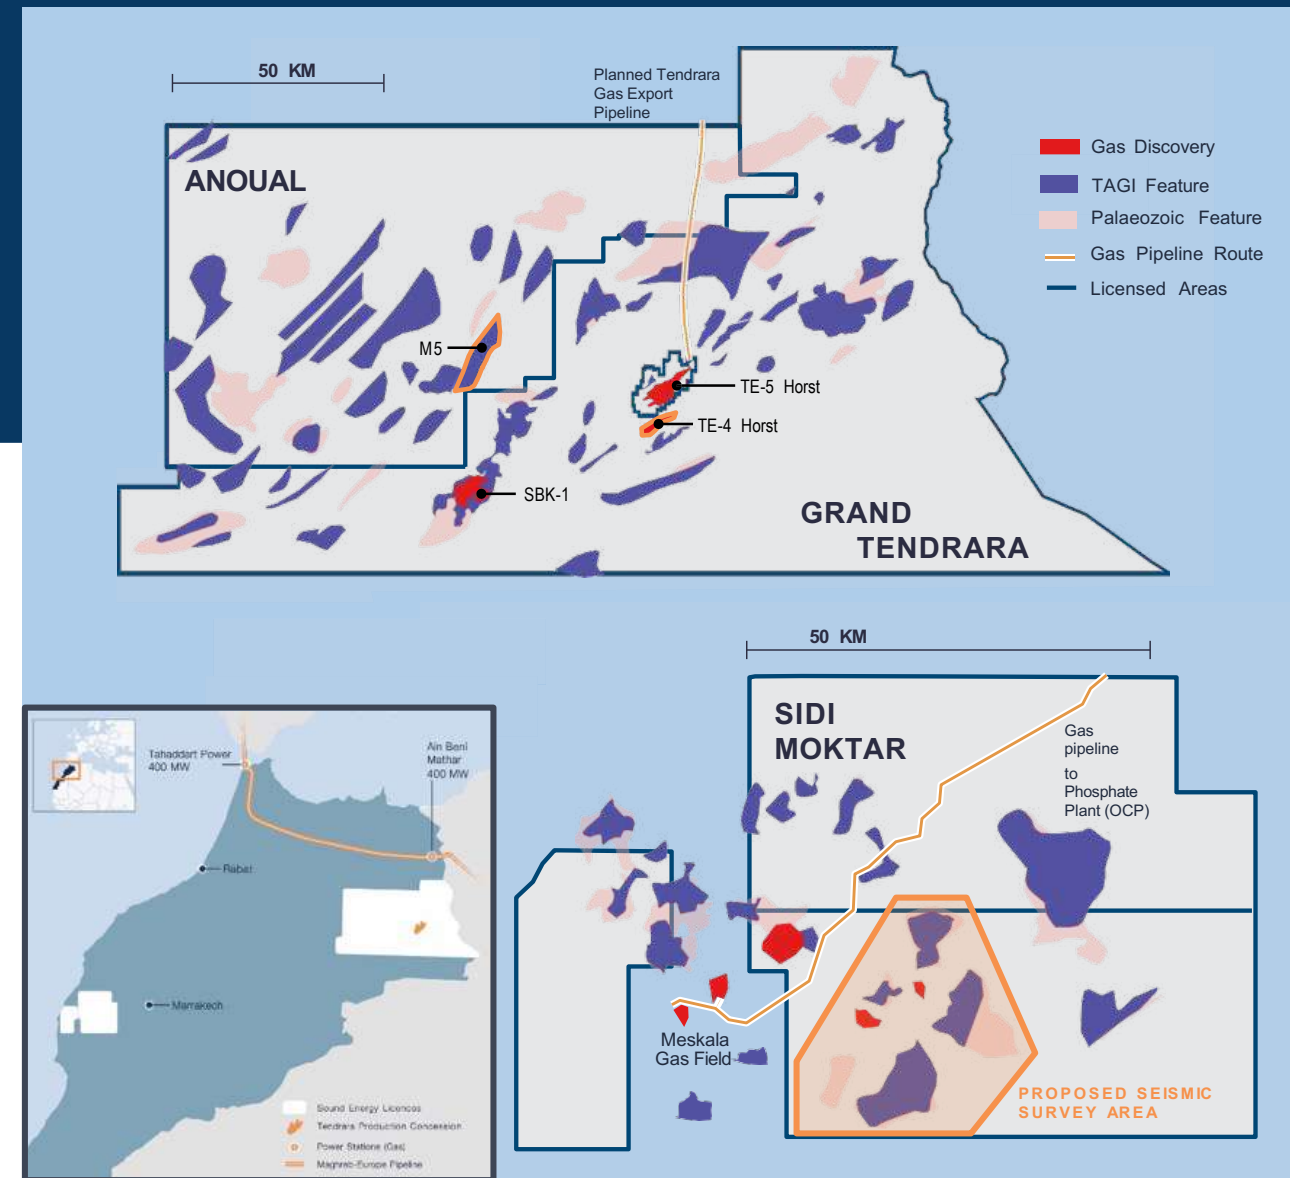 50 KM
Planned Tendrara
Gas Export
Pipeline
ANOUAL
Gas Discovery
TAGI Feature
Palaeozoic Feature
Gas Pipeline Route
Licensed Areas
M5
TE-5 Horst
TE-4 Horst
SBK-1
GRAND
TENDRARA
50 KM
SIDI
MOKTAR
Gas
pipeline
to
Phosphate
Plant (OCP)
Meskala
Gas Field
PROPOSED SEISMIC
SURVEY AREA
Tahaddart Power
400 MW
Ain Beni
Mathar
400 MW
Rabat
Marrakech
Sound Energy Licences
Tendrara Production Concession
Power Stations (Gas)
Maghreb-Europe Pipeline